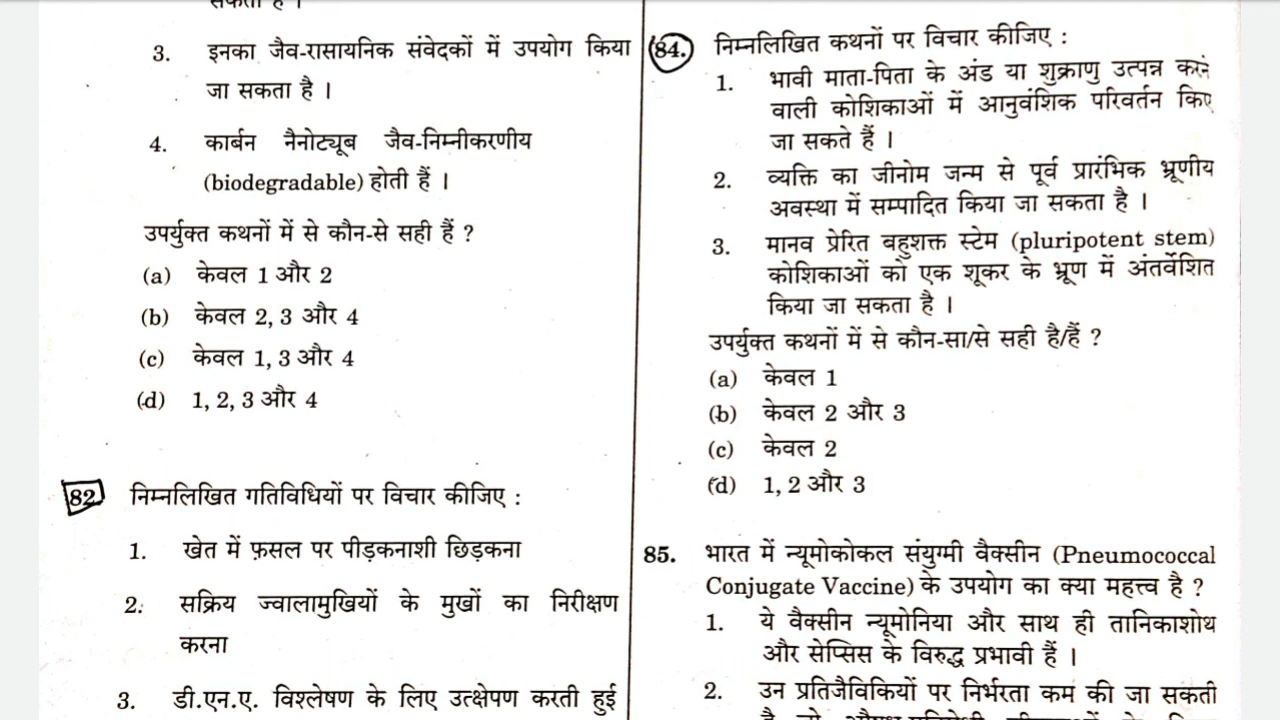 3. इनका जैव-रासायनिक संवेदकों में उपयोग किया
जा सकता है ।
4. कार्बन नैनोट्यूब जैव-निम्नीकरणीय
(biodegradable) होती हैं ।
उपर्युक्त कथनों में से कौन-से सही हैं ?
(a) केवल 1 और 2
(b) केवल 2, 3 और 4
(c) केवल 1, 3 और 4
(d) 1, 2, 3 और 4
82. निम्नलिखित गतिविधियों पर विचार कीजिए :
1. खेत में फ़सल पर पीड़कनाशी छिड़कना
2. सक्रिय ज्वालामुखियों के मुखों का निरीक्षण
करना
3. डी.एन.ए. विश्लेषण के लिए उत्क्षेपण करती हुई
84. निम्नलिखित कथनों पर विचार कीजिए :
1. भावी माता-पिता के अंड या शुक्राणु उत्पन्न करने
वाली कोशिकाओं में आनुवंशिक परिवर्तन किए
जा सकते हैं ।
2. व्यक्ति का जीनोम जन्म से पूर्व प्रारंभिक भ्रूणीय
अवस्था में सम्पादित किया जा सकता है ।
3. मानव प्रेरित बहुशक्त स्टेम (pluripotent stem)
कोशिकाओं को एक शूकर के भ्रूण में अंतर्वेशित
किया जा सकता है ।
उपर्युक्त कथनों में से कौन-सा/से सही है/हैं ?
(a) केवल 1
(b) केवल 2 और 3
(c) केवल 2
(d) 1, 2 और 3
85. भारत में न्यूमोकोकल संयुग्मी वैक्सीन (Pneumococcal
Conjugate Vaccine) के उपयोग का क्या महत्त्व है ?
1. ये वैक्सीन न्यूमोनिया और साथ ही तानिकाशोथ
और सेप्सिस के विरुद्ध प्रभावी हैं ।
2. उन प्रतिजैविकियों पर निर्भरता कम की जा सकती